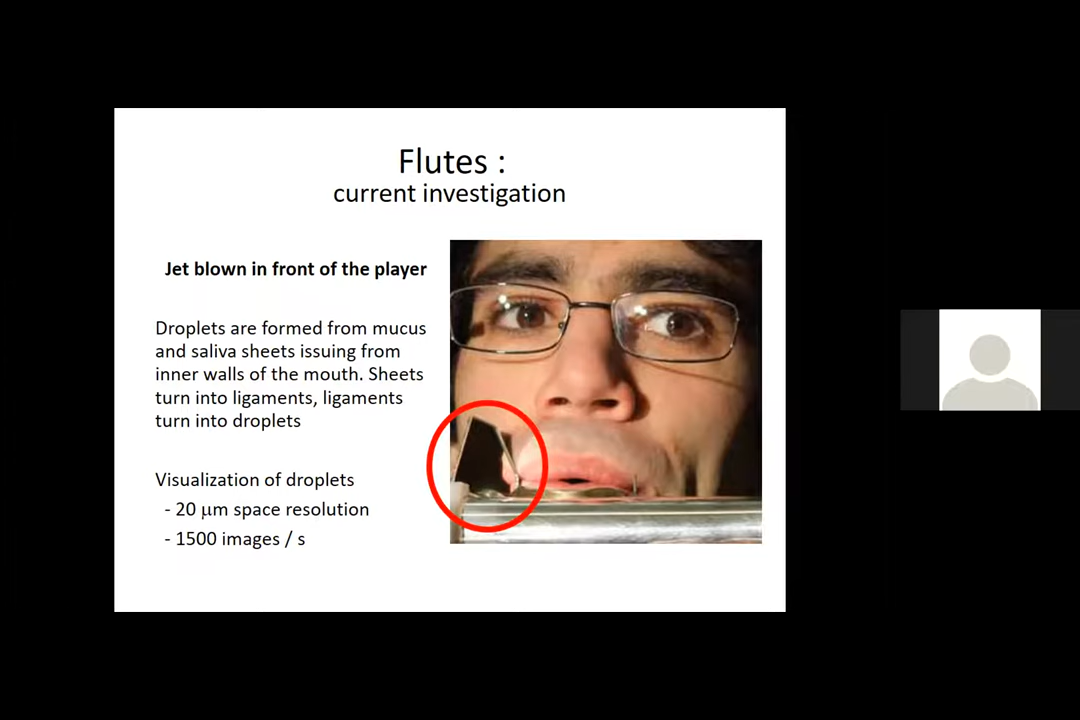 Flutes :
current investigation
Jet blown in front of the player
Droplets are formed from mucus
and saliva sheets issuing from
inner walls of the mouth. Sheets
turn into ligaments, ligaments
turn into droplets
Visualization of droplets
- 20 μm space resolution
- 1500 images / s